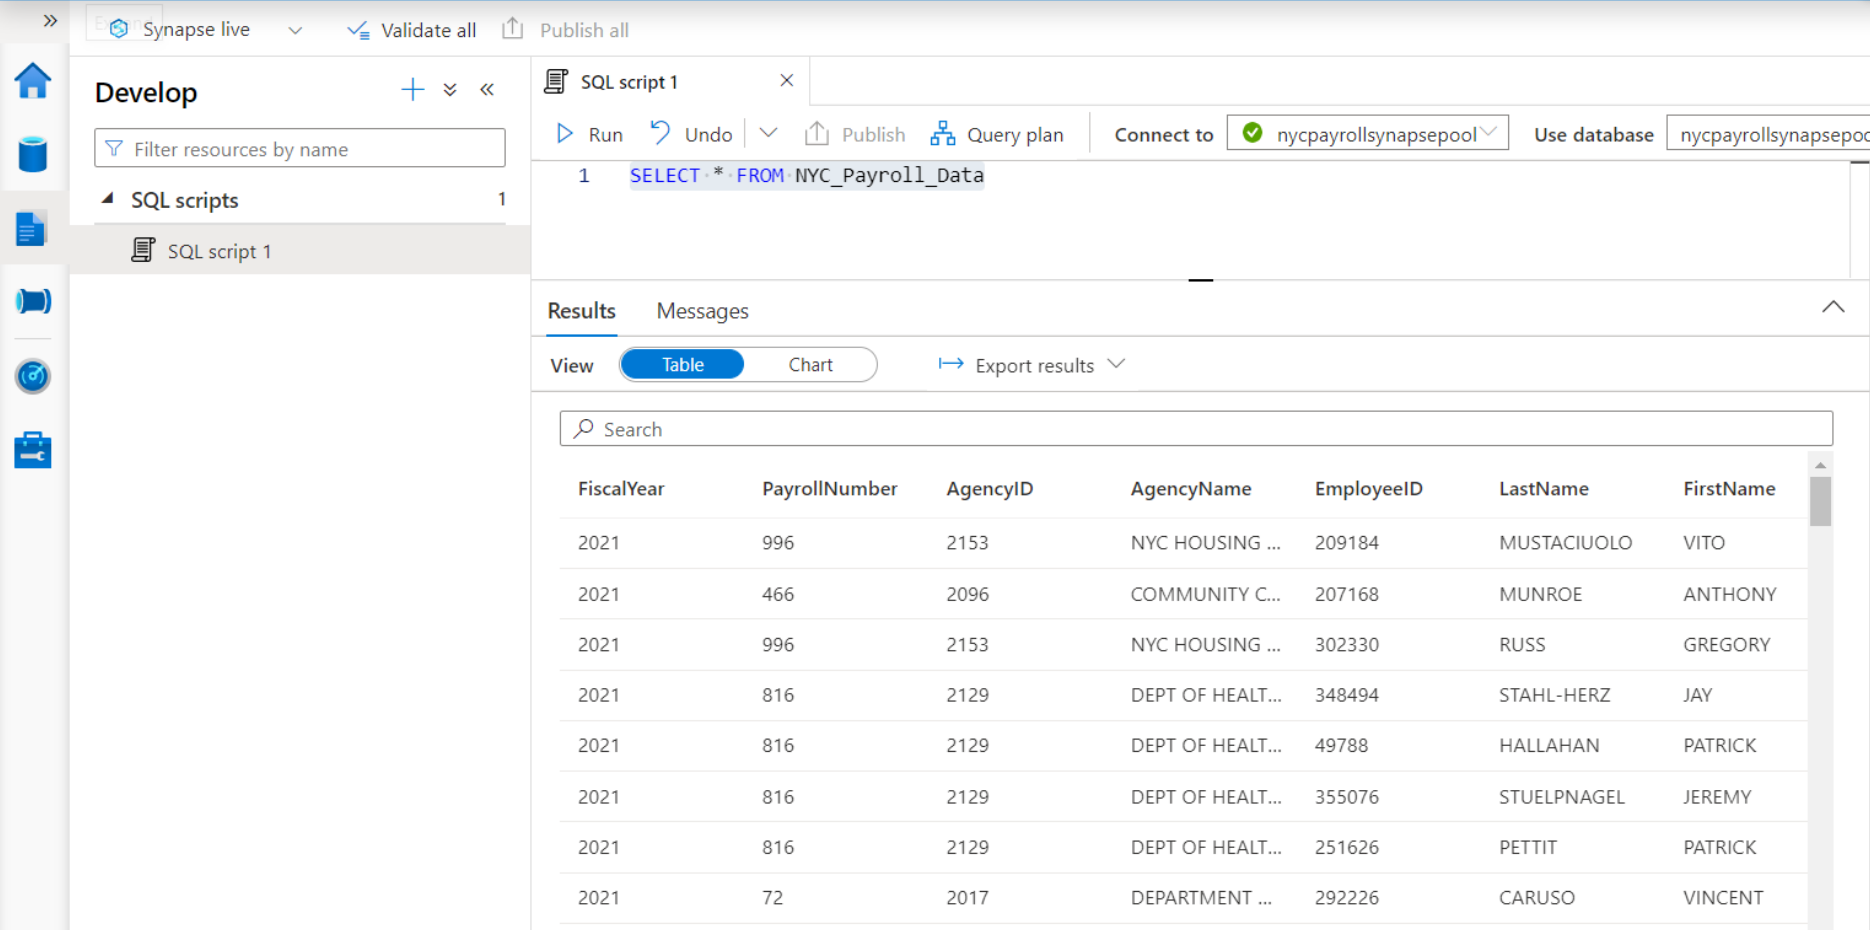 Synapse live
Validate all
Publish all
Develop
Filter resources by name
SQL scripts
1
SQL script 1
SQL script 1
Run
Undo
Publish
Query plan
Connect to
nycpayrollsynapsepool
Use database
nycpayrollsynapsepoo
1
SELECT * FROM NYC_Payroll_Data
Results
Messages
View
Table
Chart
Export results
Search
FiscalYear PayrollNumber AgencyID AgencyName EmployeeID LastName FirstName
2021 996 2153 NYC HOUSING ... 209184 MUSTACIUOLO VITO
2021 466 2096 COMMUNITY C... 207168 MUNROE ANTHONY
2021 996 2153 NYC HOUSING ... 302330 RUSS GREGORY
2021 816 2129 DEPT OF HEALT... 348494 STAHL-HERZ JAY
2021 816 2129 DEPT OF HEALT... 49788 HALLAHAN PATRICK
2021 816 2129 DEPT OF HEALT... 355076 STUELPNAGEL JEREMY
2021 816 2129 DEPT OF HEALT... 251626 PETTIT PATRICK
2021 72 2017 DEPARTMENT ... 292226 CARUSO VINCENT